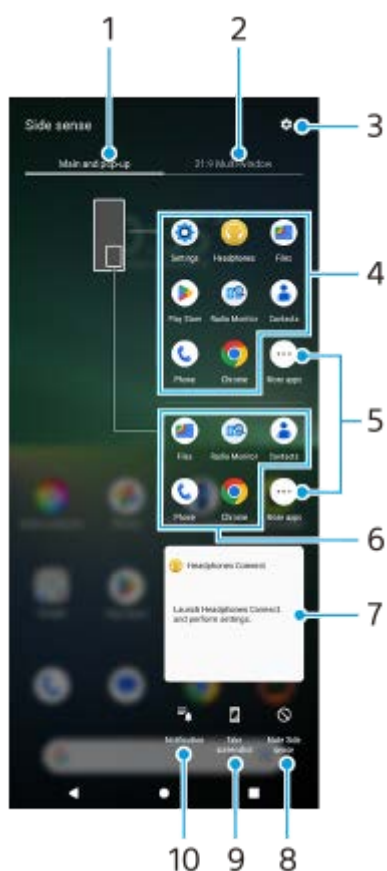 1
2
Side sense
3
Main and pop-up
21:9 Multi-window
Settings
Headphones
Files
4
Play Store
Radio Monitor
Contacts
Phone
Chrome
More apps
5
Files
Radio Monitor
Contacts
Phone
Chrome
More apps
6
Headphones Connect
Launch Headphones Connect
and perform settings.
7
Notification
Take
screenshot
Hide Side
sense
10
9
8